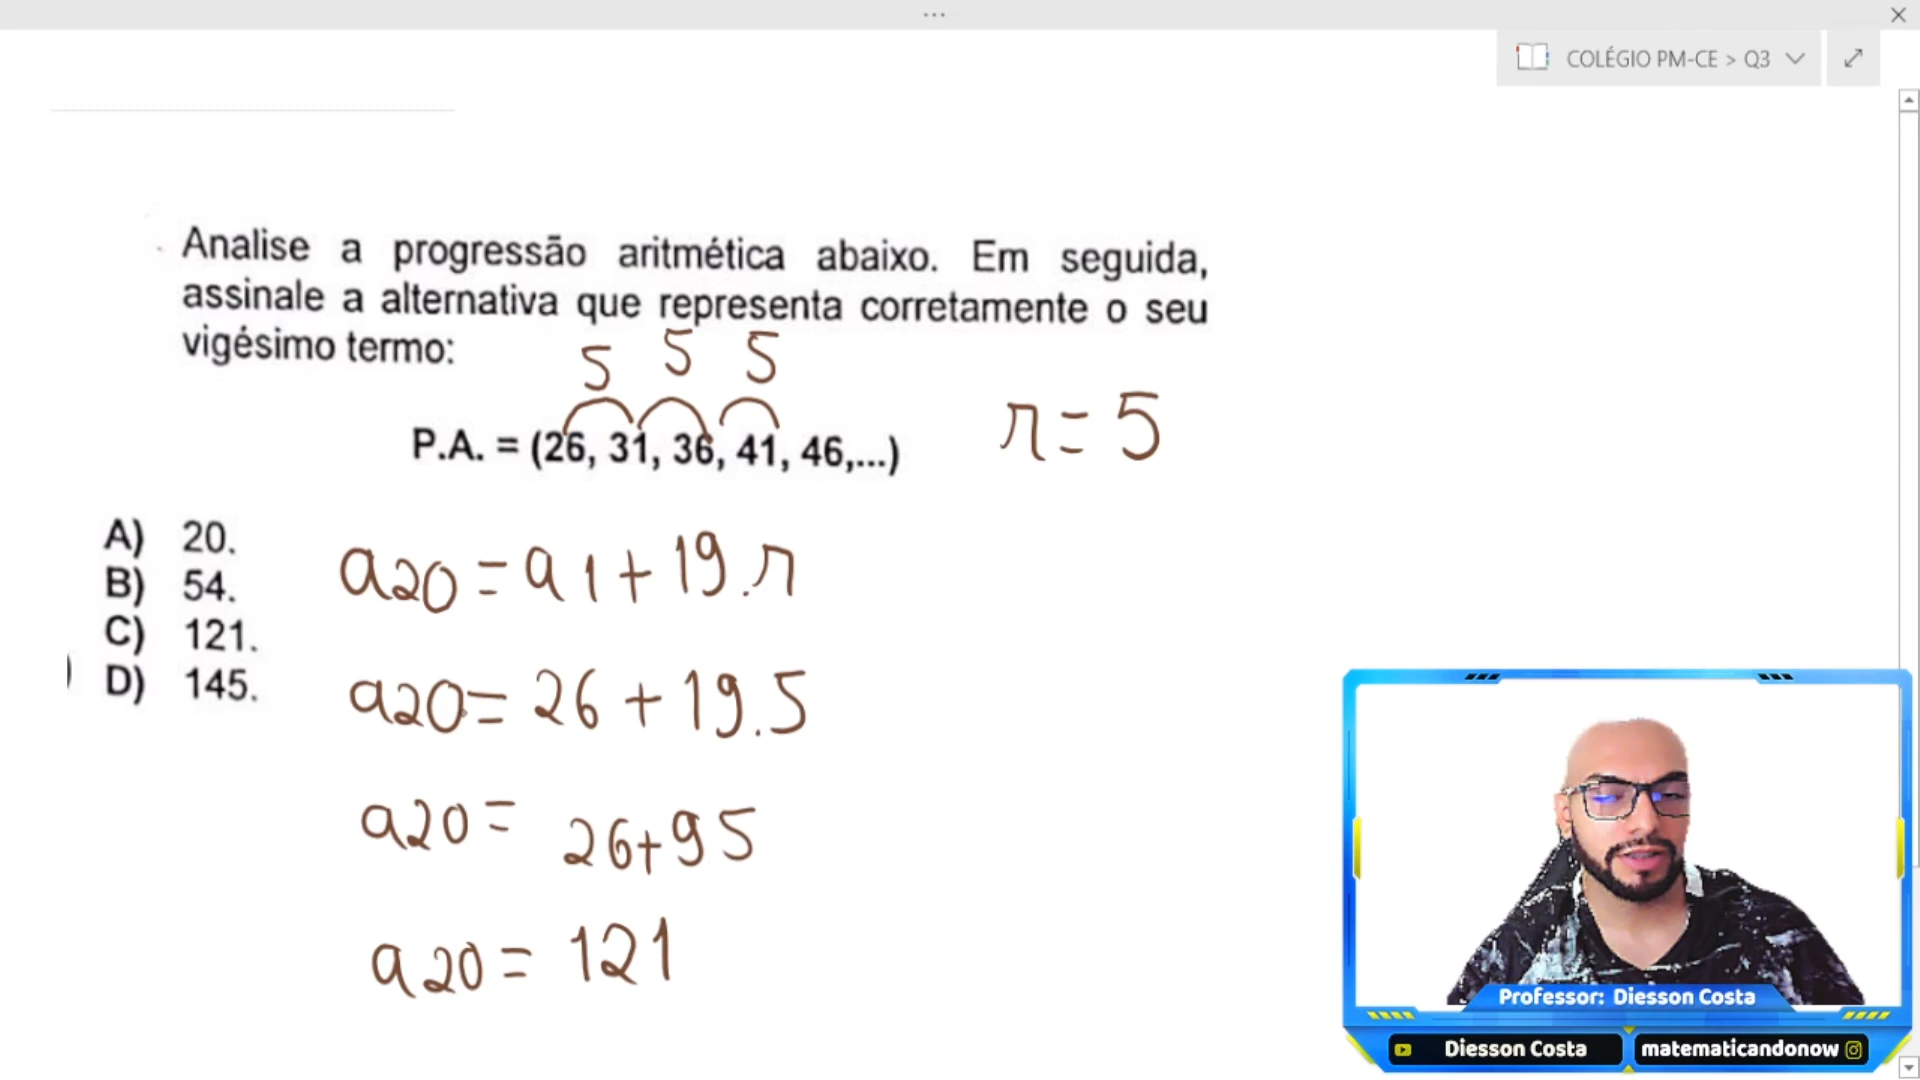 ...
COLÉGIO PM-CE > Q3
Analise a progressão aritmética abaixo. Em seguida,
assinale a alternativa que representa corretamente o seu
vigésimo termo:
5 5 5
P.A. = (26, 31, 36, 41, 46,...)
r = 5
A) 20.
B) 54.
C) 121.
D) 145.
a20 = a1 + 19.r
a20 = 26 + 19.5
a20 = 26+95
a20 = 121
Professor: Diesson Costa
Diesson Costa
matematicandonow